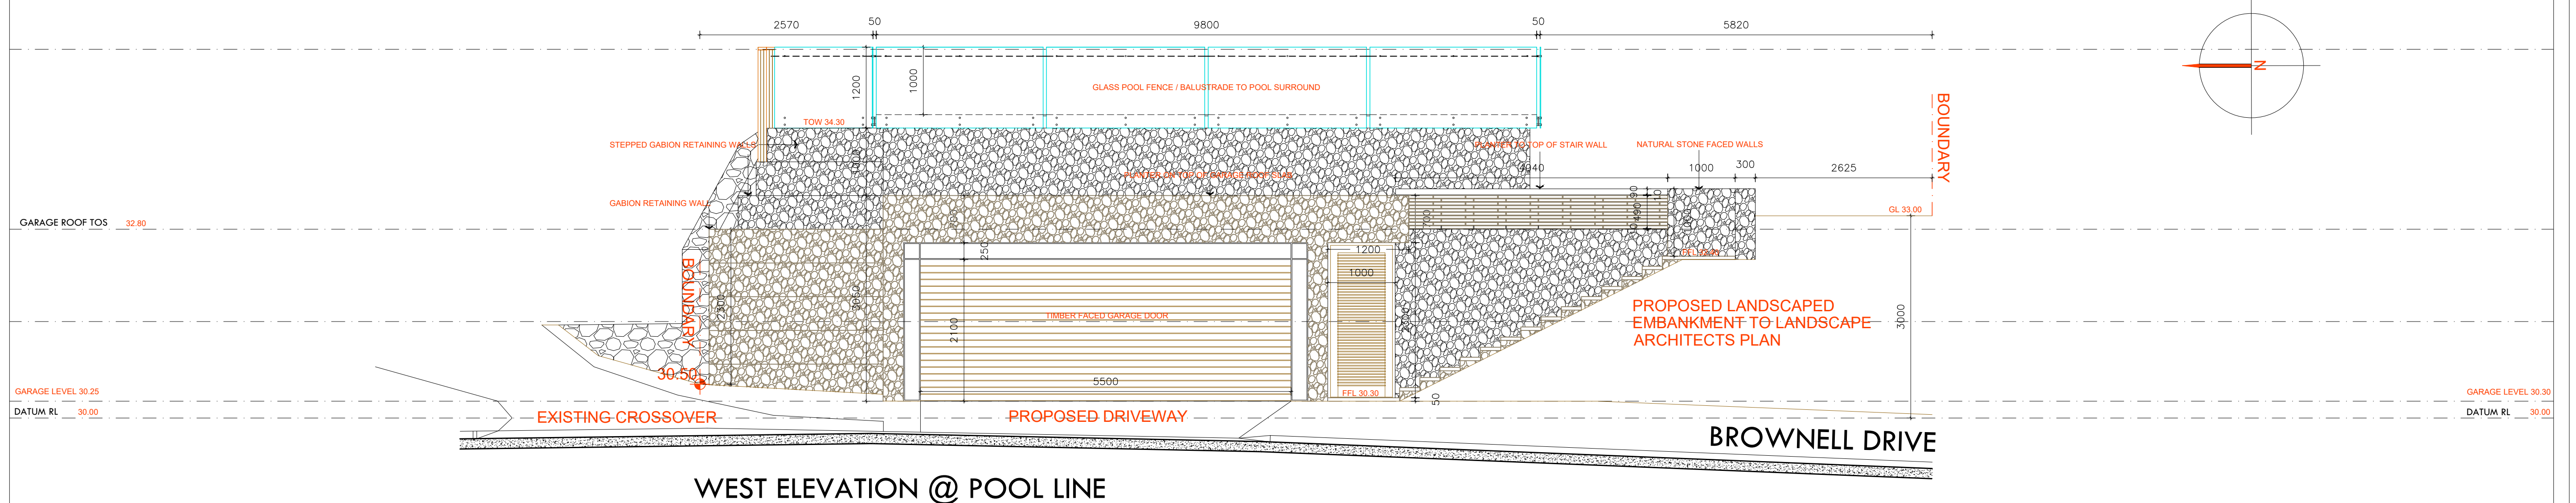 2570
50
9800
50
5820
N
1200
1000
GLASS POOL FENCE / BALUSTRADE TO POOL SURROUND
BOUNDARY
TOW 34.30
STEPPED GABION RETAINING WALLS
NATURAL STONE FACED WALLS
1000
300
2625
GABION RETAINING WALL
GL 33.00
GARAGE ROOF TOS 32.80
250
1200
1000
BOUNDARY
2100
TIMBER FACED GARAGE DOOR
PROPOSED LANDSCAPED
EMBANKMENT TO LANDSCAPE
ARCHITECTS PLAN
3000
30.50
5500
FFL 30.30
50
GARAGE LEVEL 30.25
GARAGE LEVEL 30.30
DATUM RL 30.00
DATUM RL 30.00
EXISTING CROSSOVER
PROPOSED DRIVEWAY
BROWNELL DRIVE
WEST ELEVATION @ POOL LINE